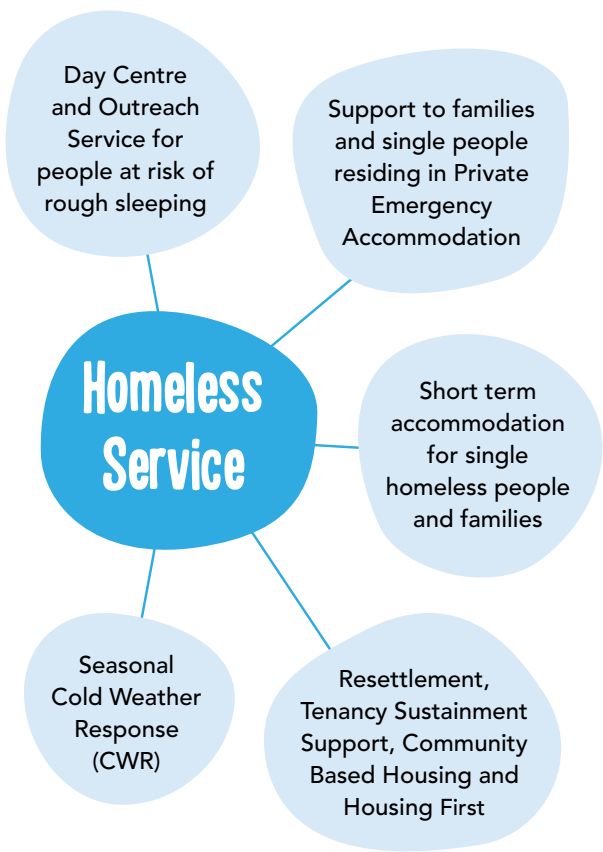 Day Centre
and Outreach
Service for
people at risk of
rough sleeping
Support to families
and single people
residing in Private
Emergency
Accommodation
Homeless
Service
Short term
accommodation
for single
homeless people
and families
Seasonal
Cold Weather
Response
(CWR)
Resettlement,
Tenancy Sustainment
Support, Community
Based Housing and
Housing First